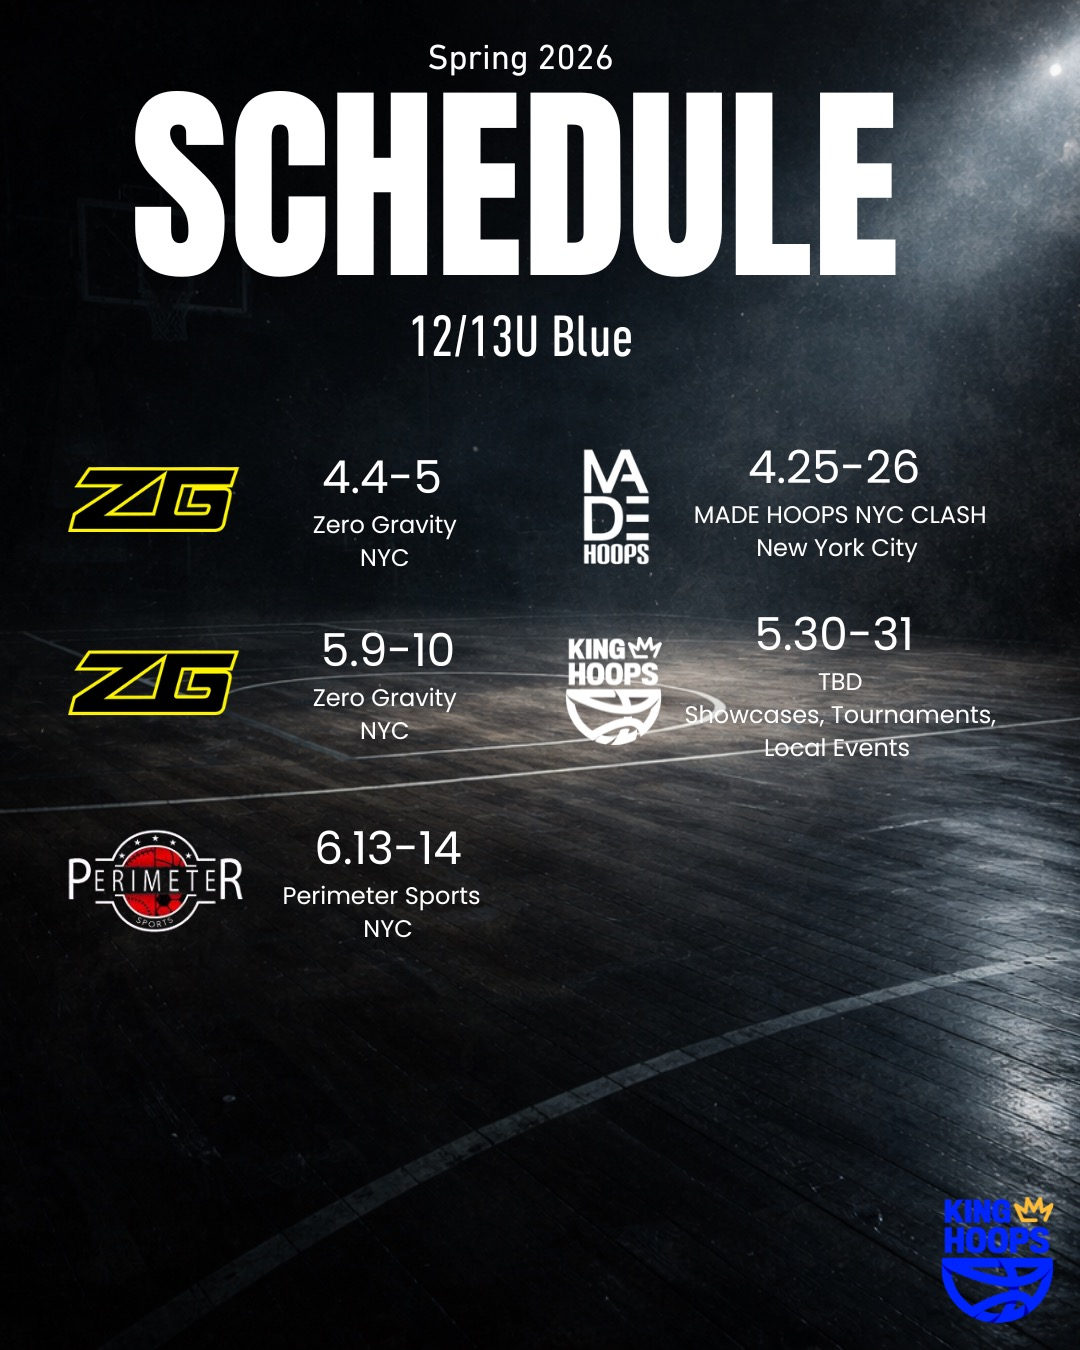 Spring 2026
SCHEDULE
12/13U Blue
ZG
4.4-5
Zero Gravity
NYC
MA
DE
HOOPS
4.25-26
MADE HOOPS NYC CLASH
New York City
ZG
5.9-10
Zero Gravity
NYC
KING
HOOPS
5.30-31
TBD
Showcases, Tournaments,
Local Events
PERIMETER
SPORTS
6.13-14
Perimeter Sports
NYC
KING
HOOPS